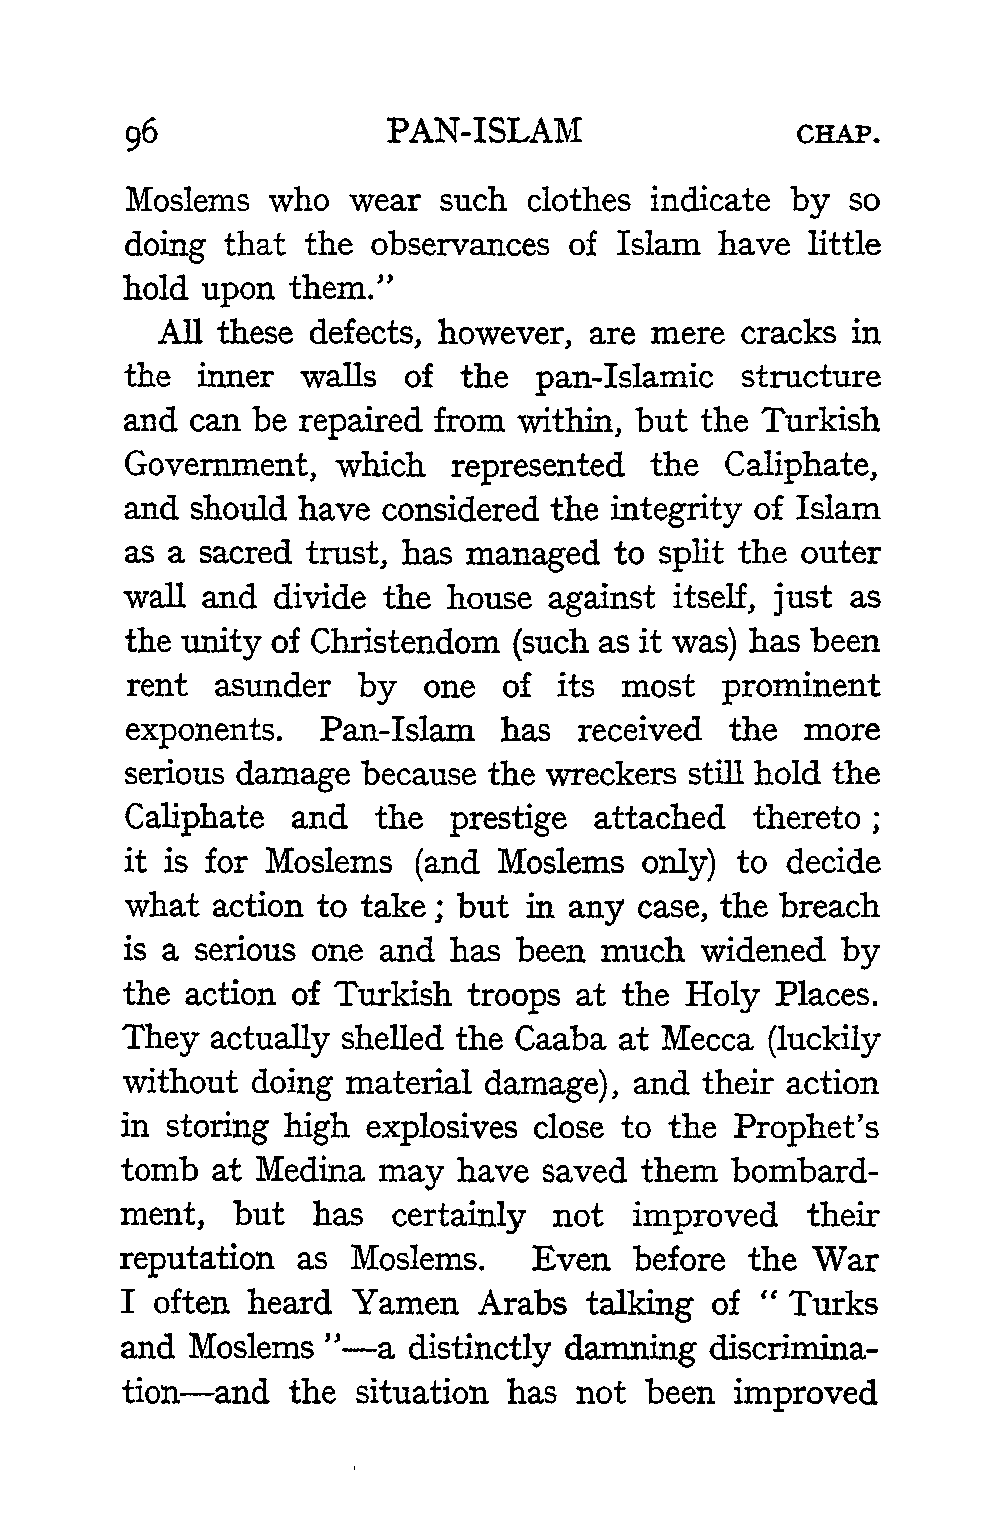 96 PAN-ISLAM CHAP.
Moslems who wear such clothes indicate by so
doing that the observances of Islam have little
hold upon them.”
All these defects, however, are mere cracks in
the inner walls of the pan-Islamic structure
and can be repaired from within, but the Turkish
Government, which represented the Caliphate,
and should have considered the integrity of Islam
as a sacred trust, has managed to split the outer
wall and divide the house against itself, just as
the unity of Christendom (such as it was) has been
rent asunder by one of its most prominent
exponents. Pan-Islam has received the more
serious damage because the wreckers still hold the
Caliphate and the prestige attached thereto ;
it is for Moslems (and Moslems only) to decide
what action to take ; but in any case, the breach
is a serious one and has been much widened by
the action of Turkish troops at the Holy Places.
They actually shelled the Caaba at Mecca (luckily
without doing material damage), and their action
in storing high explosives close to the Prophet’s
tomb at Medina may have saved them bombard-
ment, but has certainly not improved their
reputation as Moslems. Even before the War
I often heard Yamen Arabs talking of “ Turks
and Moslems ”—a distinctly damning discrimina-
tion—and the situation has not been improved